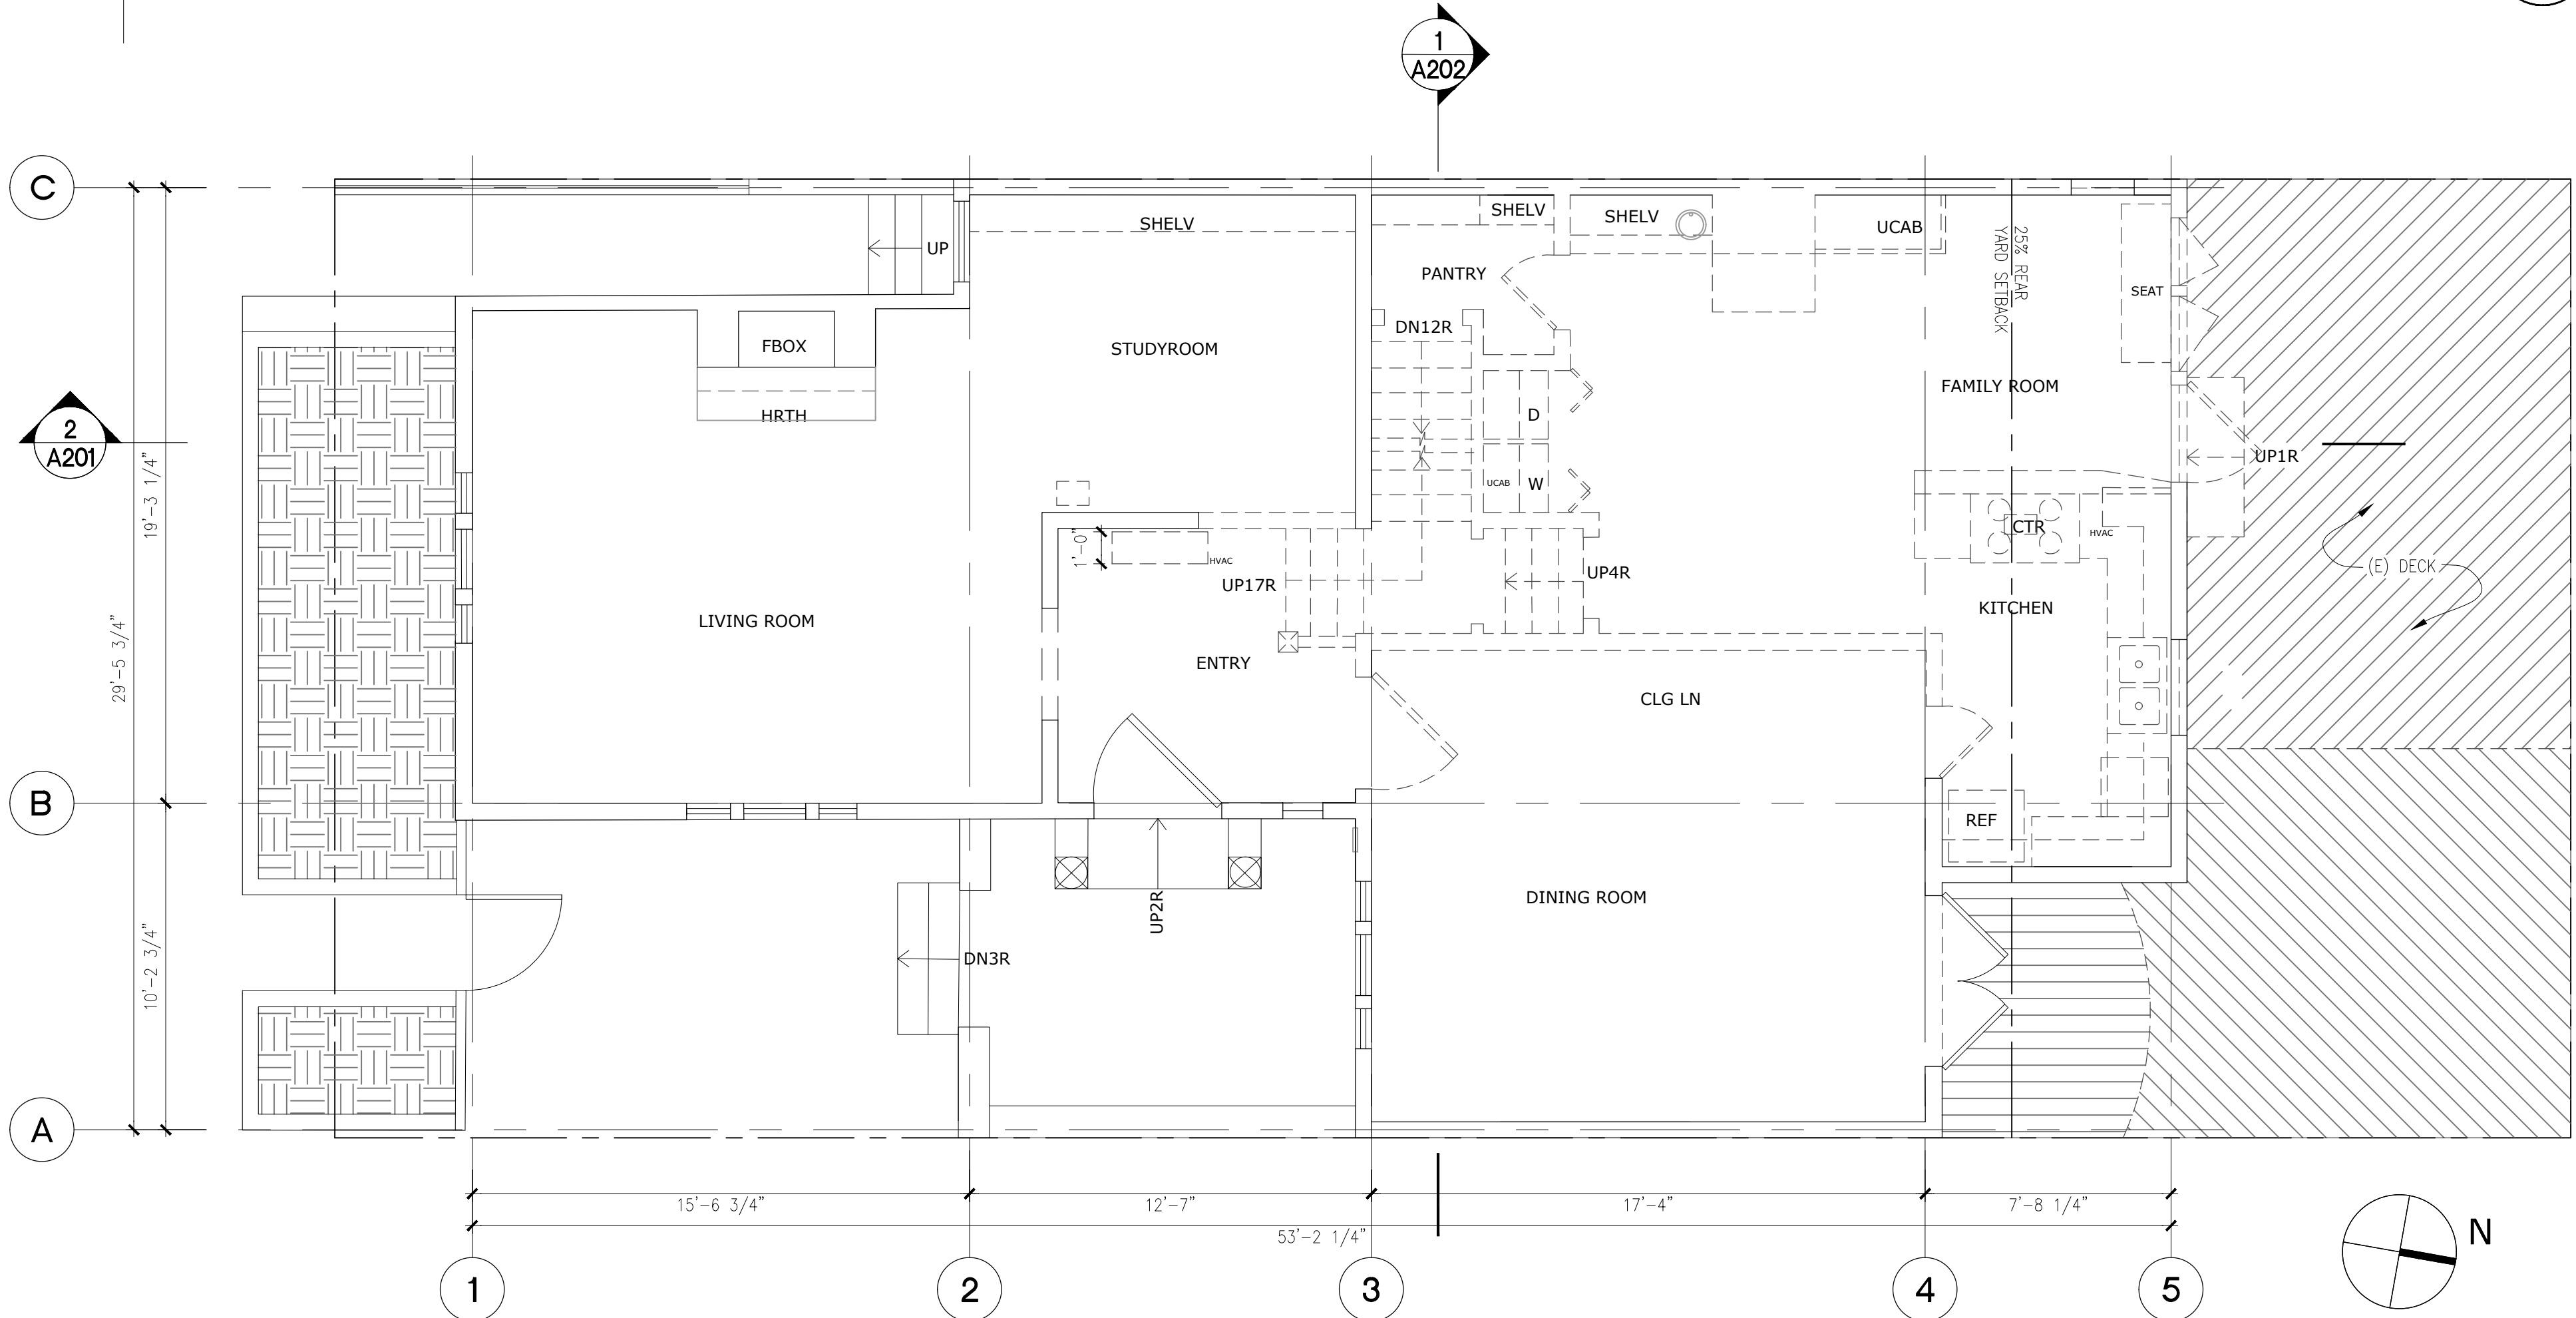 1
A202
C
UP
SHELV
SHELV
SHELV
UCAB
25% REAR
YARD SETBACK
PANTRY
SEAT
DN12R
FBOX
STUDYROOM
FAMILY ROOM
HRTH
D
2
A201
19'-3 1/4"
UP1R
UCAB
W
CTR
HVAC
1'-0"
HVAC
UP17R
UP4R
(E) DECK
KITCHEN
LIVING ROOM
29'-5 3/4"
ENTRY
CLG LN
B
REF
DINING ROOM
UP2R
DN3R
10'-2 3/4"
A
15'-6 3/4"
12'-7"
17'-4"
7'-8 1/4"
53'-2 1/4"
N
1
2
3
4
5